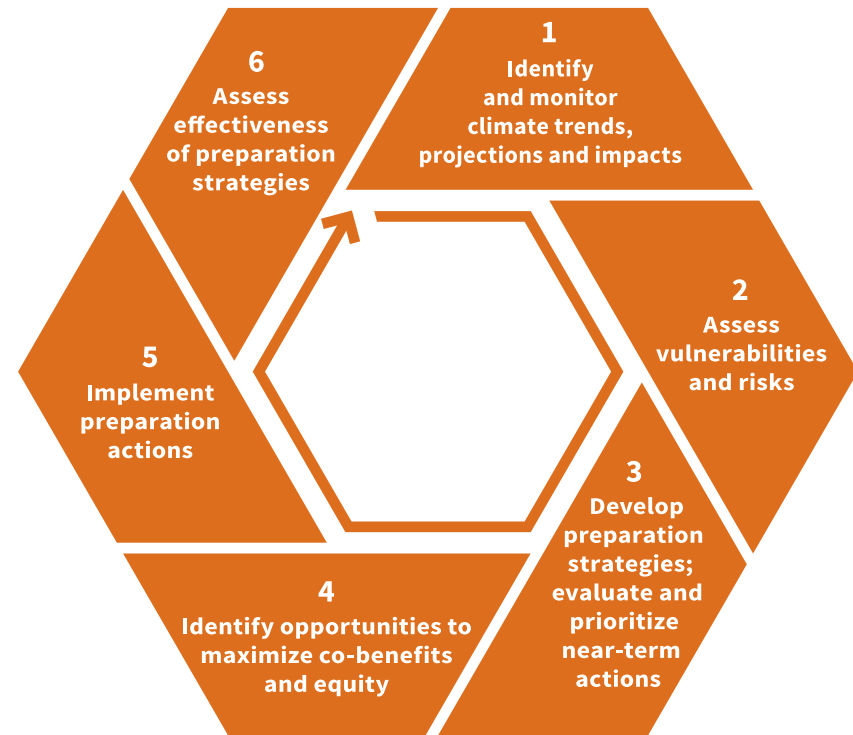 1
Identify
and monitor
climate trends,
projections and impacts
2
Assess
vulnerabilities
and risks
3
Develop
preparation
strategies;
evaluate and
prioritize
near-term
actions
4
Identify opportunities to
maximize co-benefits
and equity
5
Implement
preparation
actions
6
Assess
effectiveness
of preparation
strategies